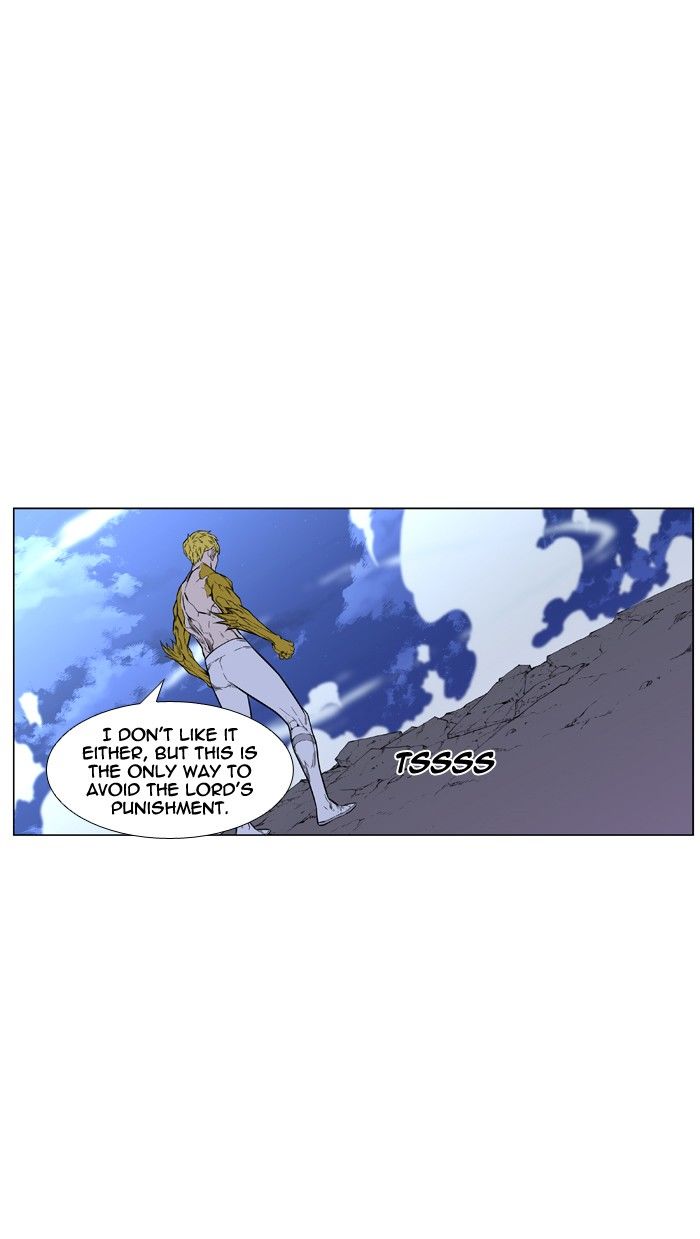 I DON'T LIKE IT
EITHER, BUT THIS IS
THE ONLY WAY TO
AVOID THE LORD'S
PUNISHMENT.
TSSSS